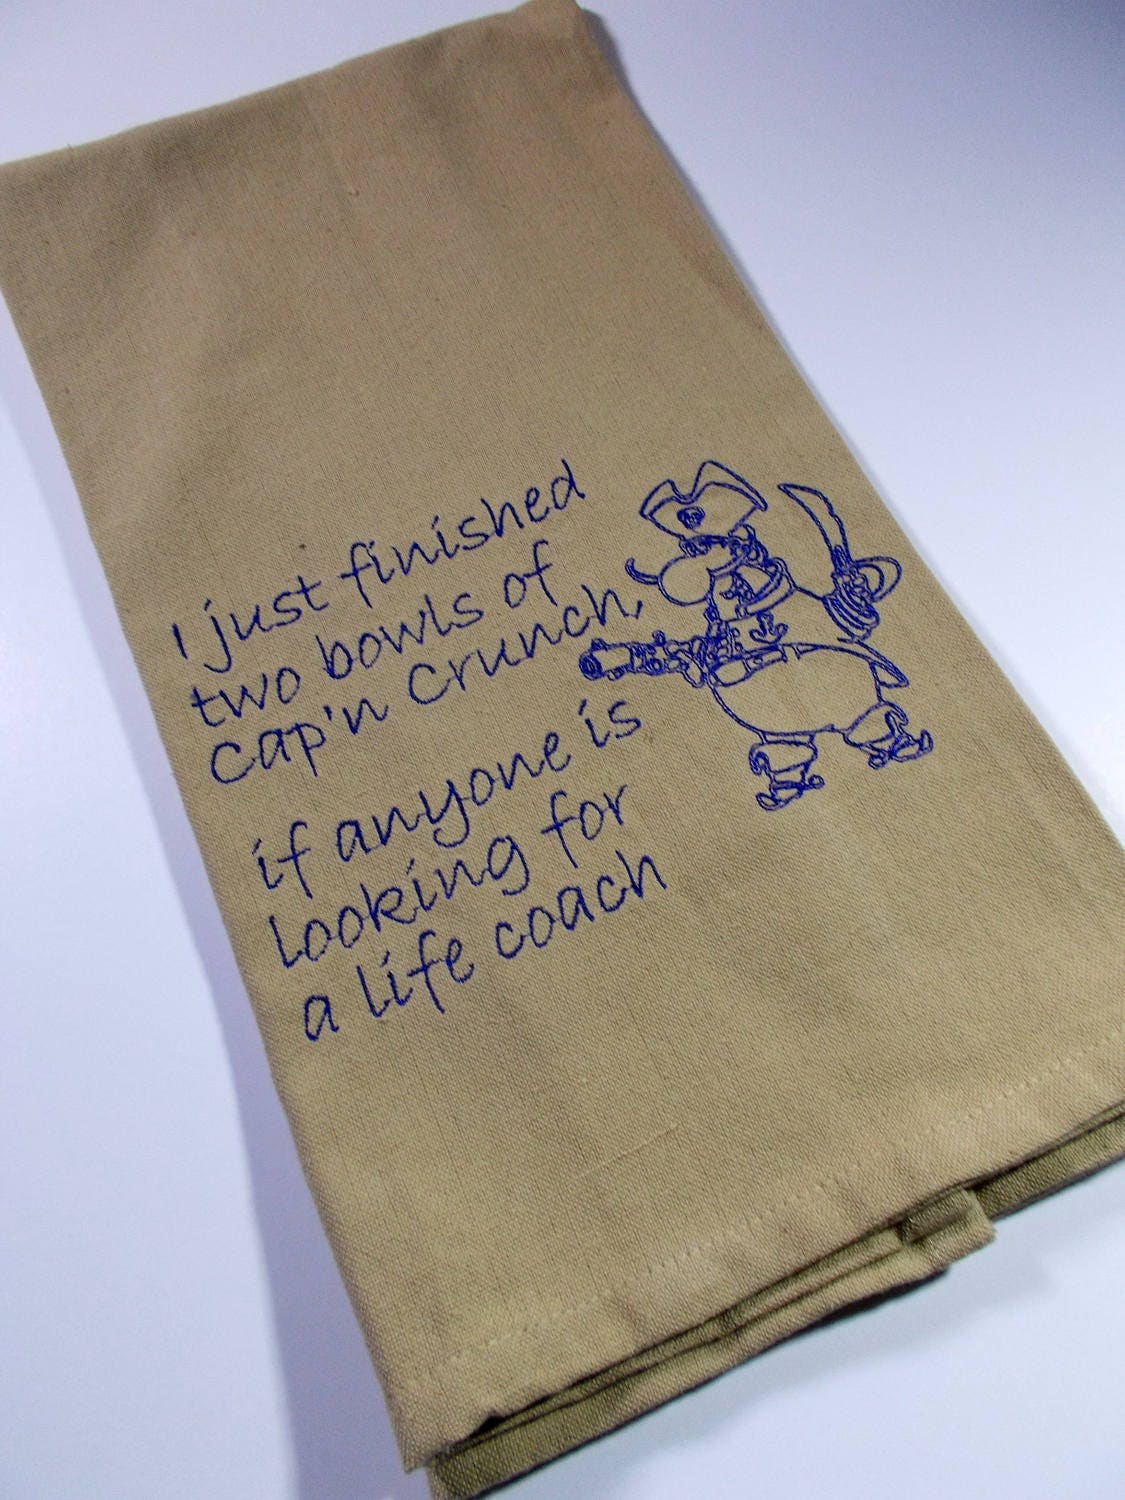 I just finished
two bowls of
Cap'n Crunch,
if anyone is
looking for
a life coach